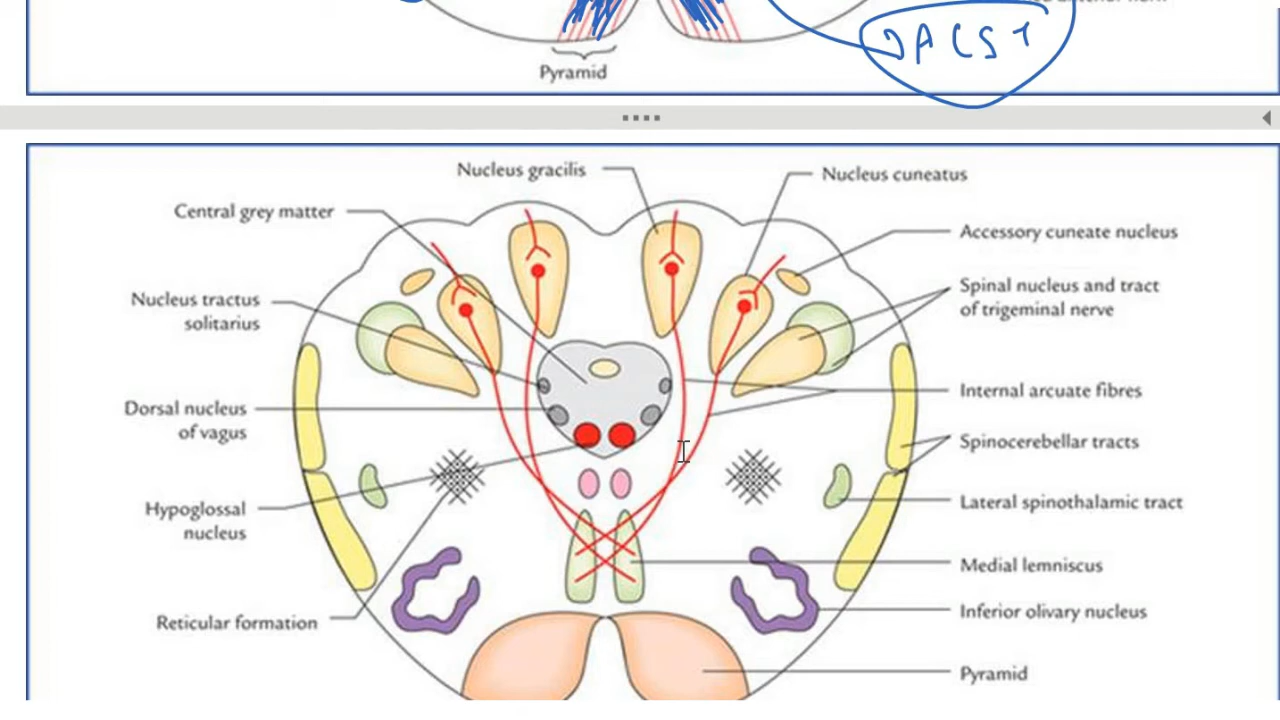 Pyramid
Nucleus gracilis
Nucleus cuneatus
Central grey matter
Accessory cuneate nucleus
Nucleus tractus
solitarius
Spinal nucleus and tract
of trigeminal nerve
Dorsal nucleus
of vagus
Internal arcuate fibres
Spinocerebellar tracts
Hypoglossal
nucleus
Lateral spinothalamic tract
Medial lemniscus
Reticular formation
Inferior olivary nucleus
Pyramid